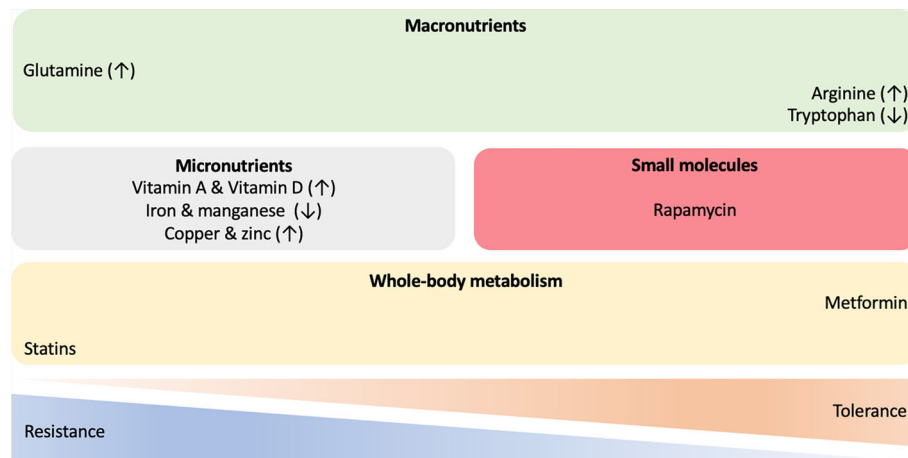 Macronutrients
Glutamine (↑)
Arginine (↑)
Tryptophan (↓)
Micronutrients
Vitamin A & Vitamin D (↑)
Iron & manganese (↓)
Copper & zinc (↑)
Small molecules
Rapamycin
Whole-body metabolism
Metformin
Statins
Tolerance
Resistance